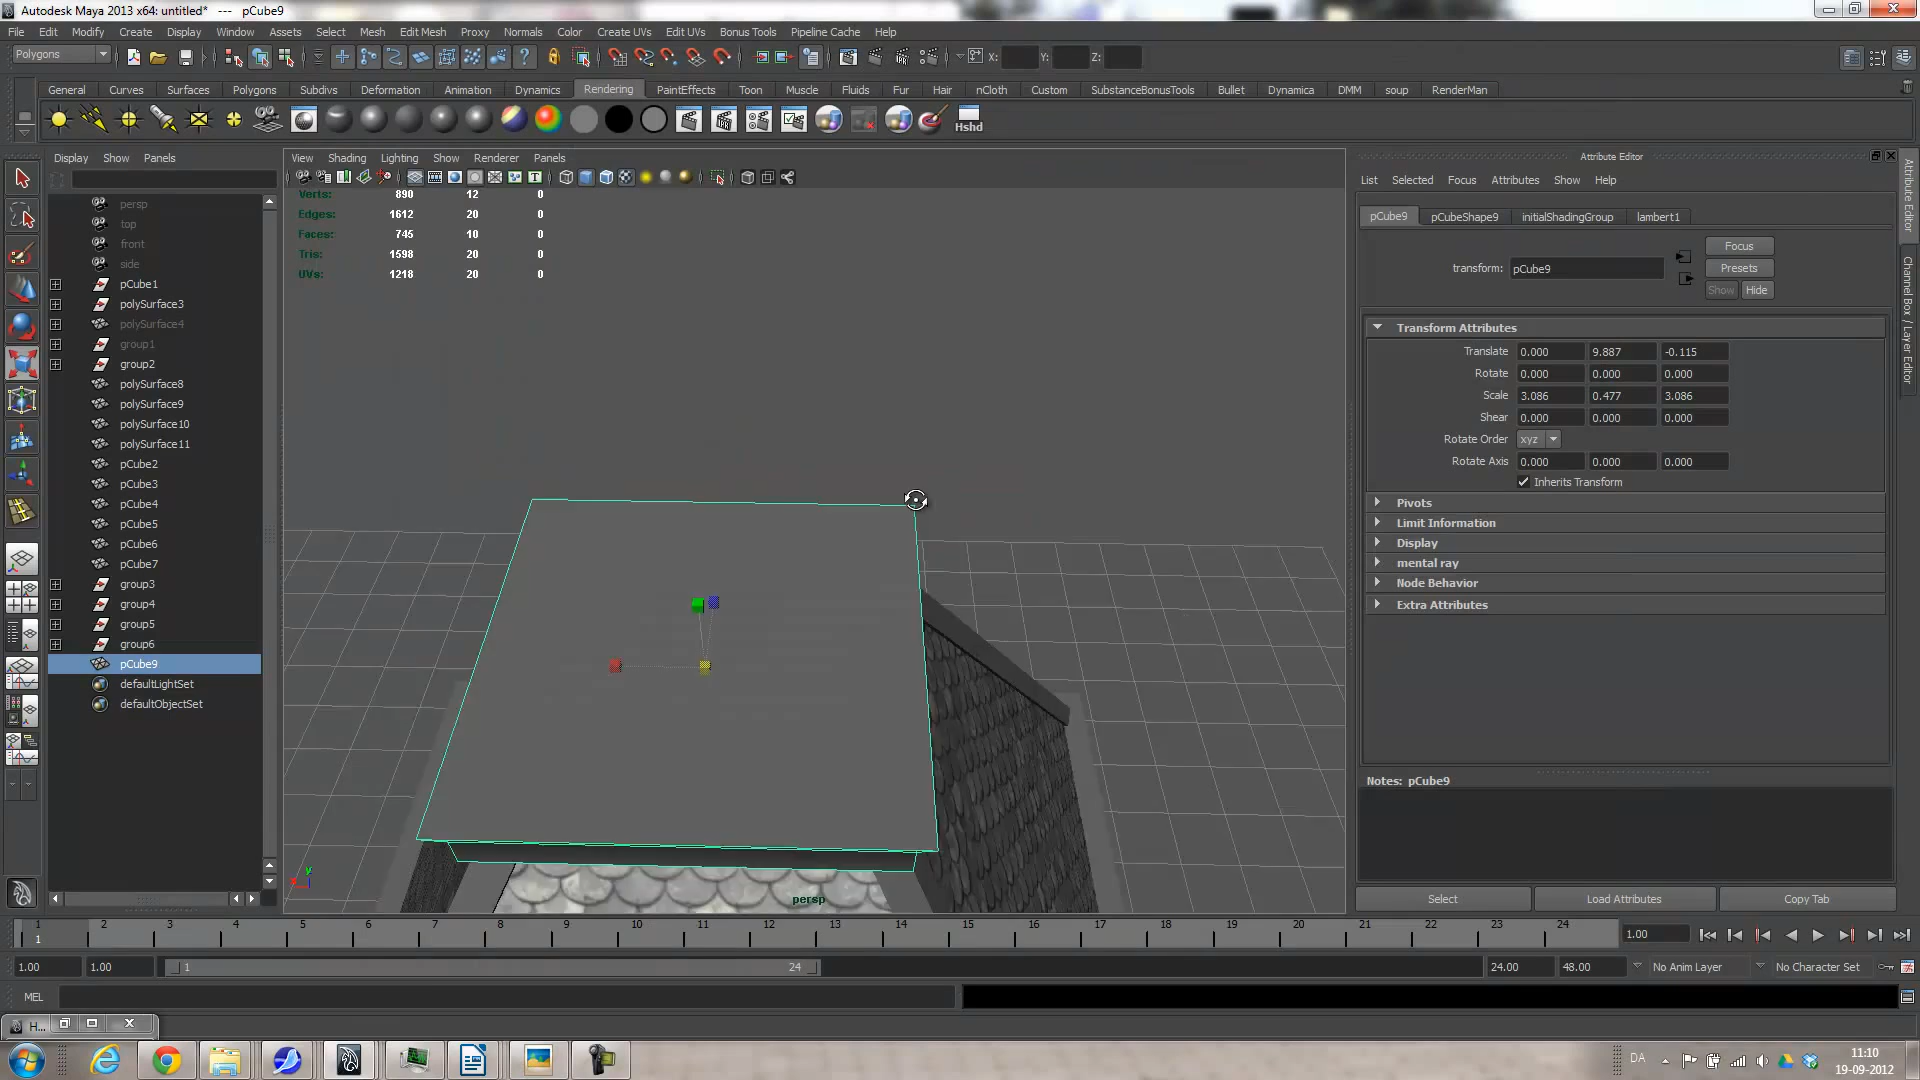 Autodesk Maya 2013 x64: untitled* --- pCube9
File Edit Modify Create Display Window Assets Select Mesh Edit Mesh Proxy Normals Color Create UVs Edit UVs Bonus Tools Pipeline Cache Help
Polygons X: Y: Z:
General Curves Surfaces Polygons Subdivs Deformation Animation Dynamics Rendering PaintEffects Toon Muscle Fluids Fur Hair nCloth Custom SubstanceBonusTools Bullet Dynamica DMM soup RenderMan
Hshd
Display Show Panels
View Shading Lighting Show Renderer Panels
Attribute Editor
List Selected Focus Attributes Show Help
persp
top
front
side
pCube1
polySurface3
polySurface4
group1
group2
polySurface8
polySurface9
polySurface10
polySurface11
pCube2
pCube3
pCube4
pCube5
pCube6
pCube7
group3
group4
group5
group6
pCube9
defaultLightSet
defaultObjectSet
Verts: 890 12 0
Edges: 1612 20 0
Faces: 745 10 0
Tris: 1598 20 0
UVs: 1218 20 0
y
persp
pCube9 pCubeShape9 initialShadingGroup lambert1
transform: pCube9
Focus
Presets
Show Hide
Transform Attributes
Translate 0.000 9.887 -0.115
Rotate 0.000 0.000 0.000
Scale 3.086 0.477 3.086
Shear 0.000 0.000 0.000
Rotate Order xyz
Rotate Axis 0.000 0.000 0.000
Inherits Transform
Pivots
Limit Information
Display
mental ray
Node Behavior
Extra Attributes
Notes: pCube9
Select Load Attributes Copy Tab
Attribute Editor
Channel Box / Layer Editor
1 2 3 4 5 6 7 8 9 10 11 12 13 14 15 16 17 18 19 20 21 22 23 24
1
1.00
1.00 1.00 1 24 24.00 48.00 No Anim Layer No Character Set
MEL
H...
DA 11:10
19-09-2012